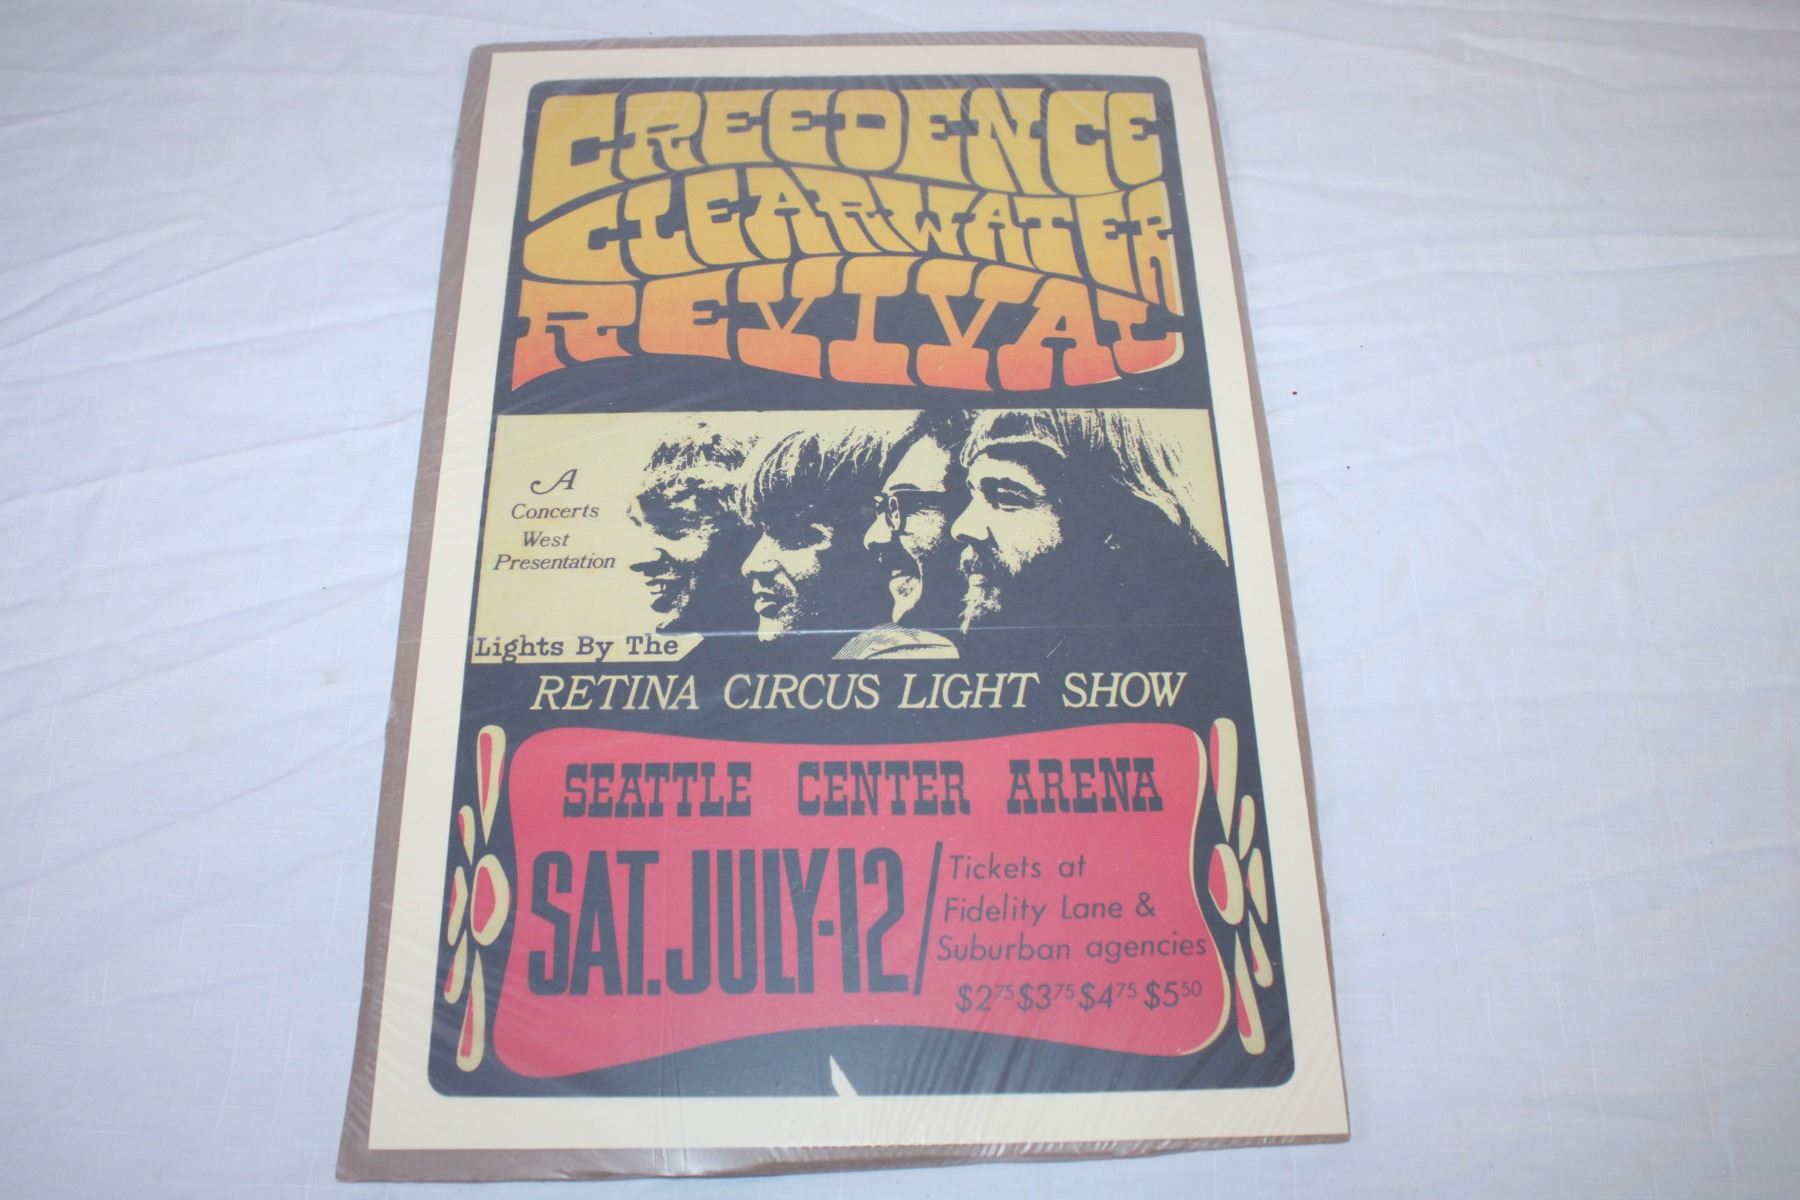 CREEDENCE
CLEARWATER
REVIVAL
A
Concerts
West
Presentation
Lights By The
RETINA CIRCUS LIGHT SHOW
SEATTLE CENTER ARENA
SAT. JULY-12/
Tickets at
Fidelity Lane &
Suburban agencies
$2.75 $3.75 $4.75 $5.50